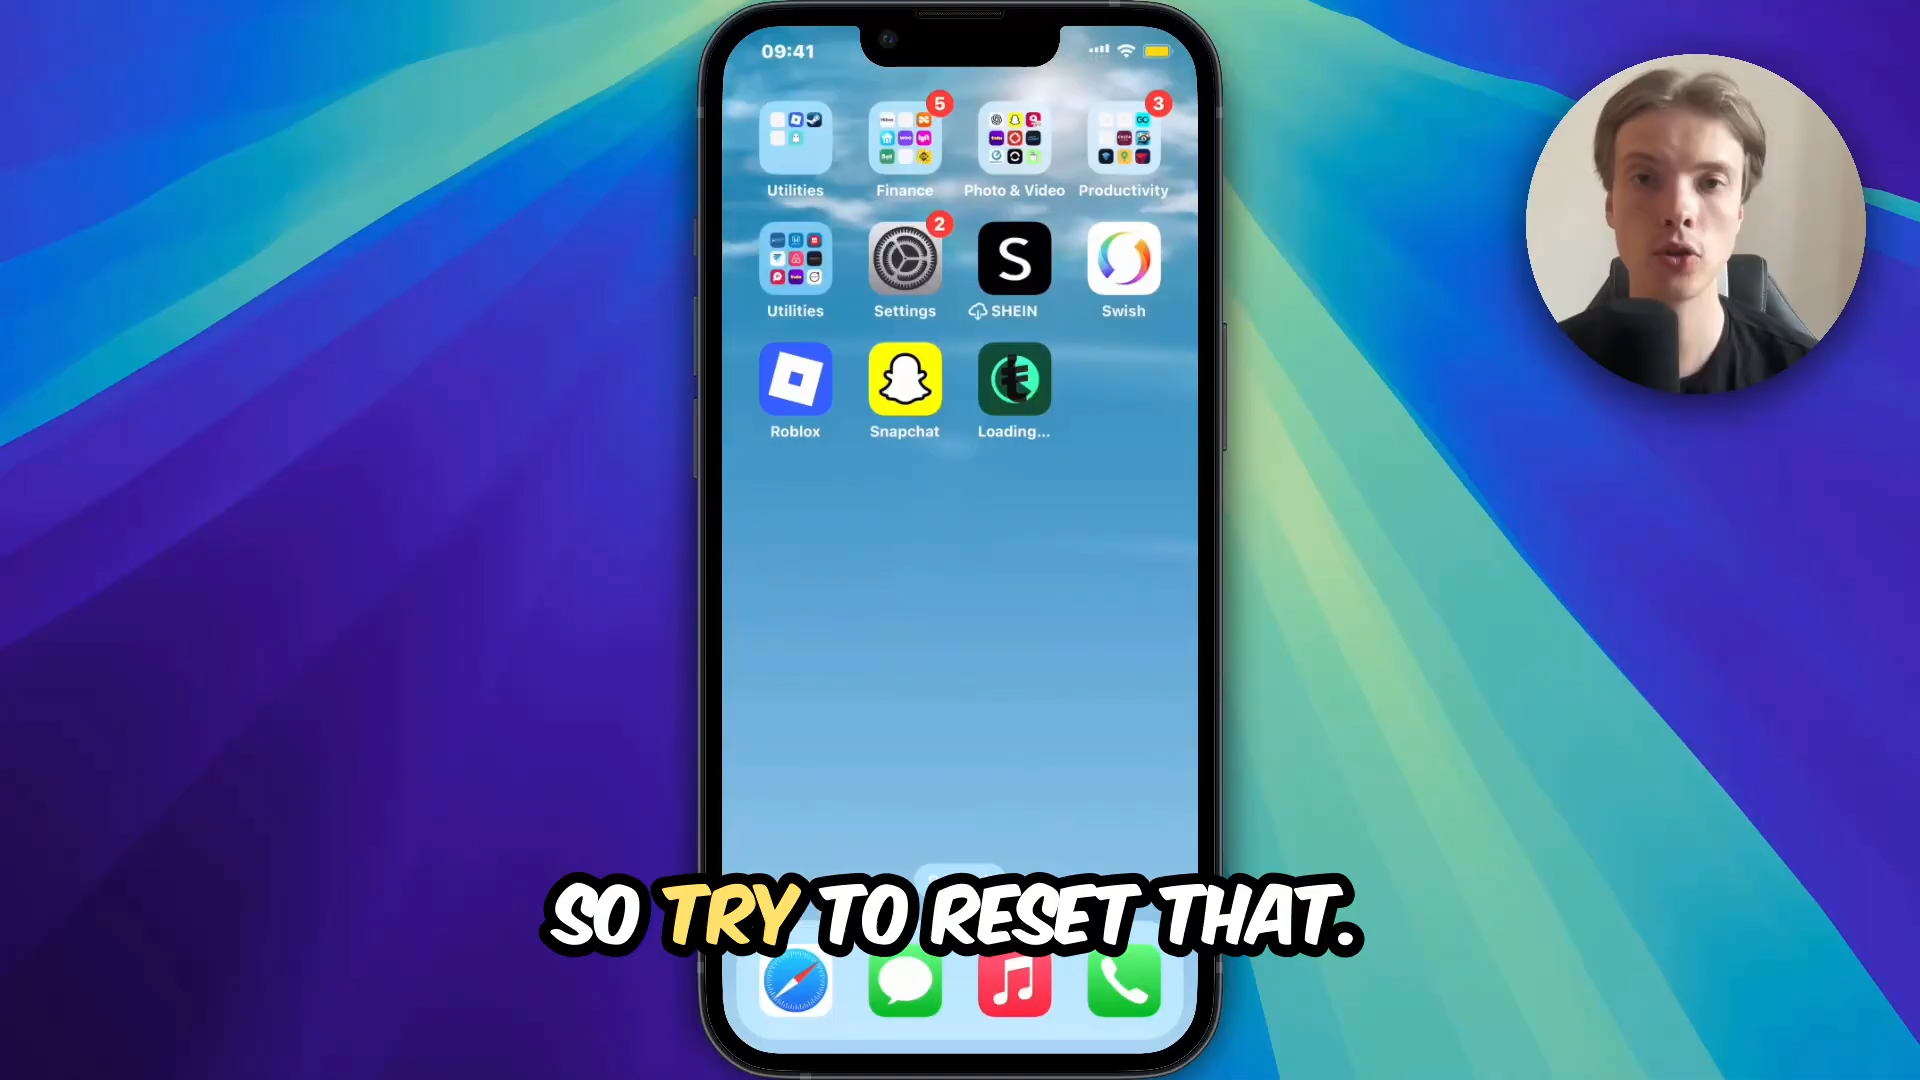 09:41
5
3
Utilities
Finance
Photo & Video
Productivity
2
S
Utilities
Settings
SHEIN
Swish
Roblox
Snapchat
Loading...
SO TRY TO RESET THAT.